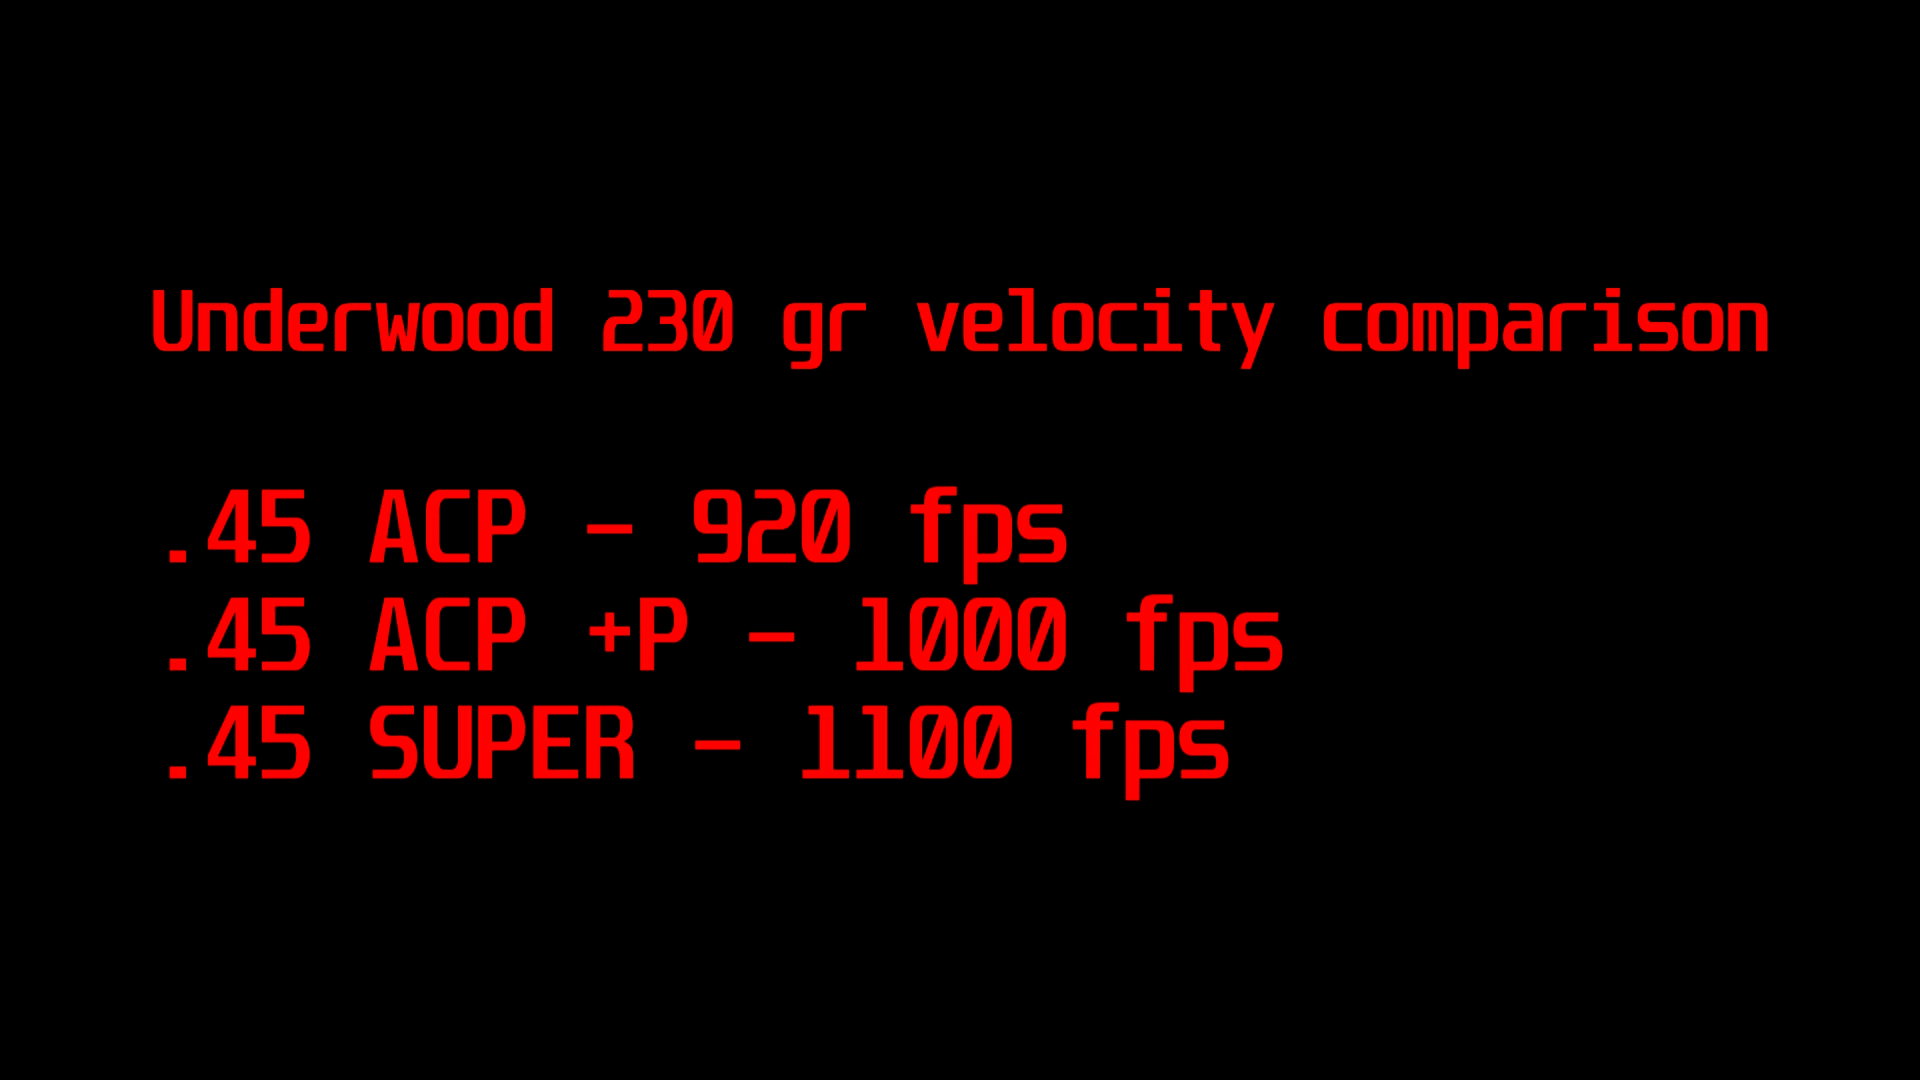 Underwood 230 gr velocity comparison
.45 ACP - 920 fps
.45 ACP +P - 1000 fps
.45 SUPER - 1100 fps